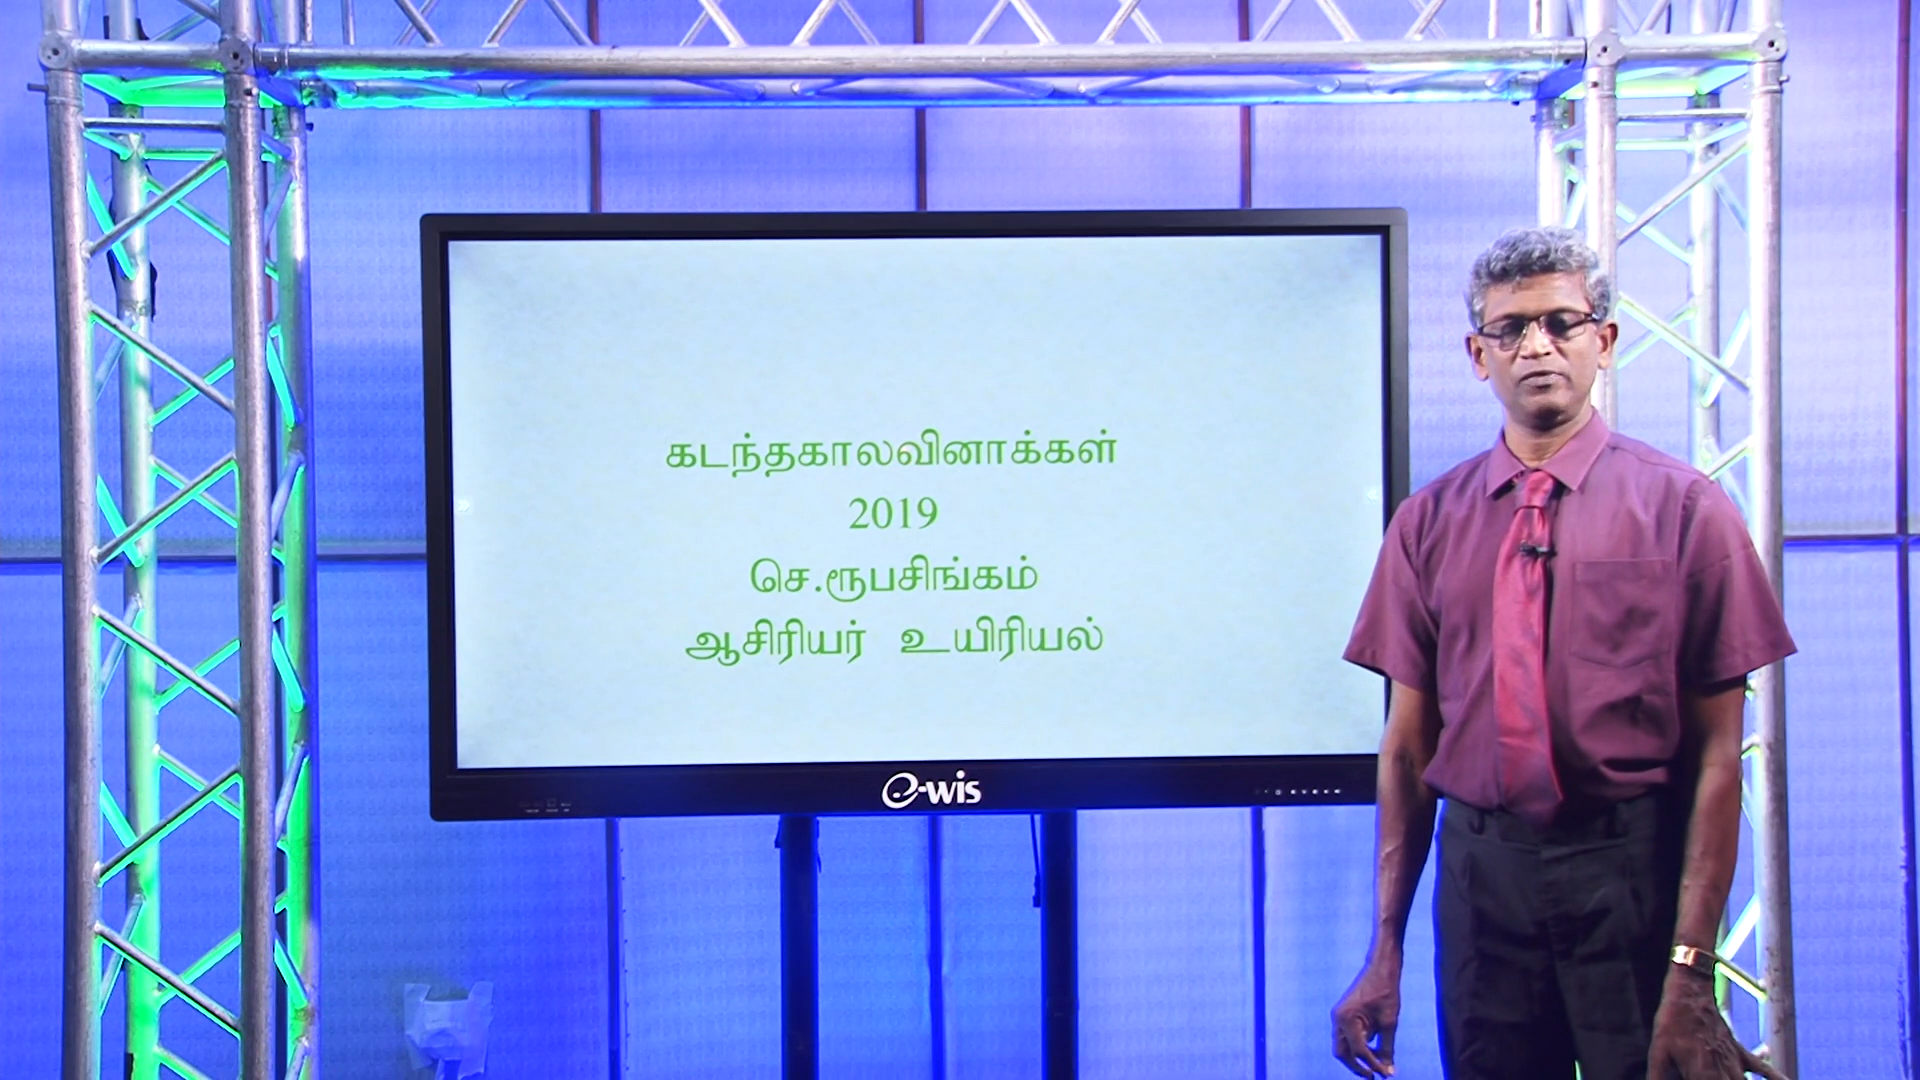 கடந்தகாலவினாக்கள்
2019
செ.ரூபசிங்கம்
ஆசிரியர் உயிரியல்
e-wis